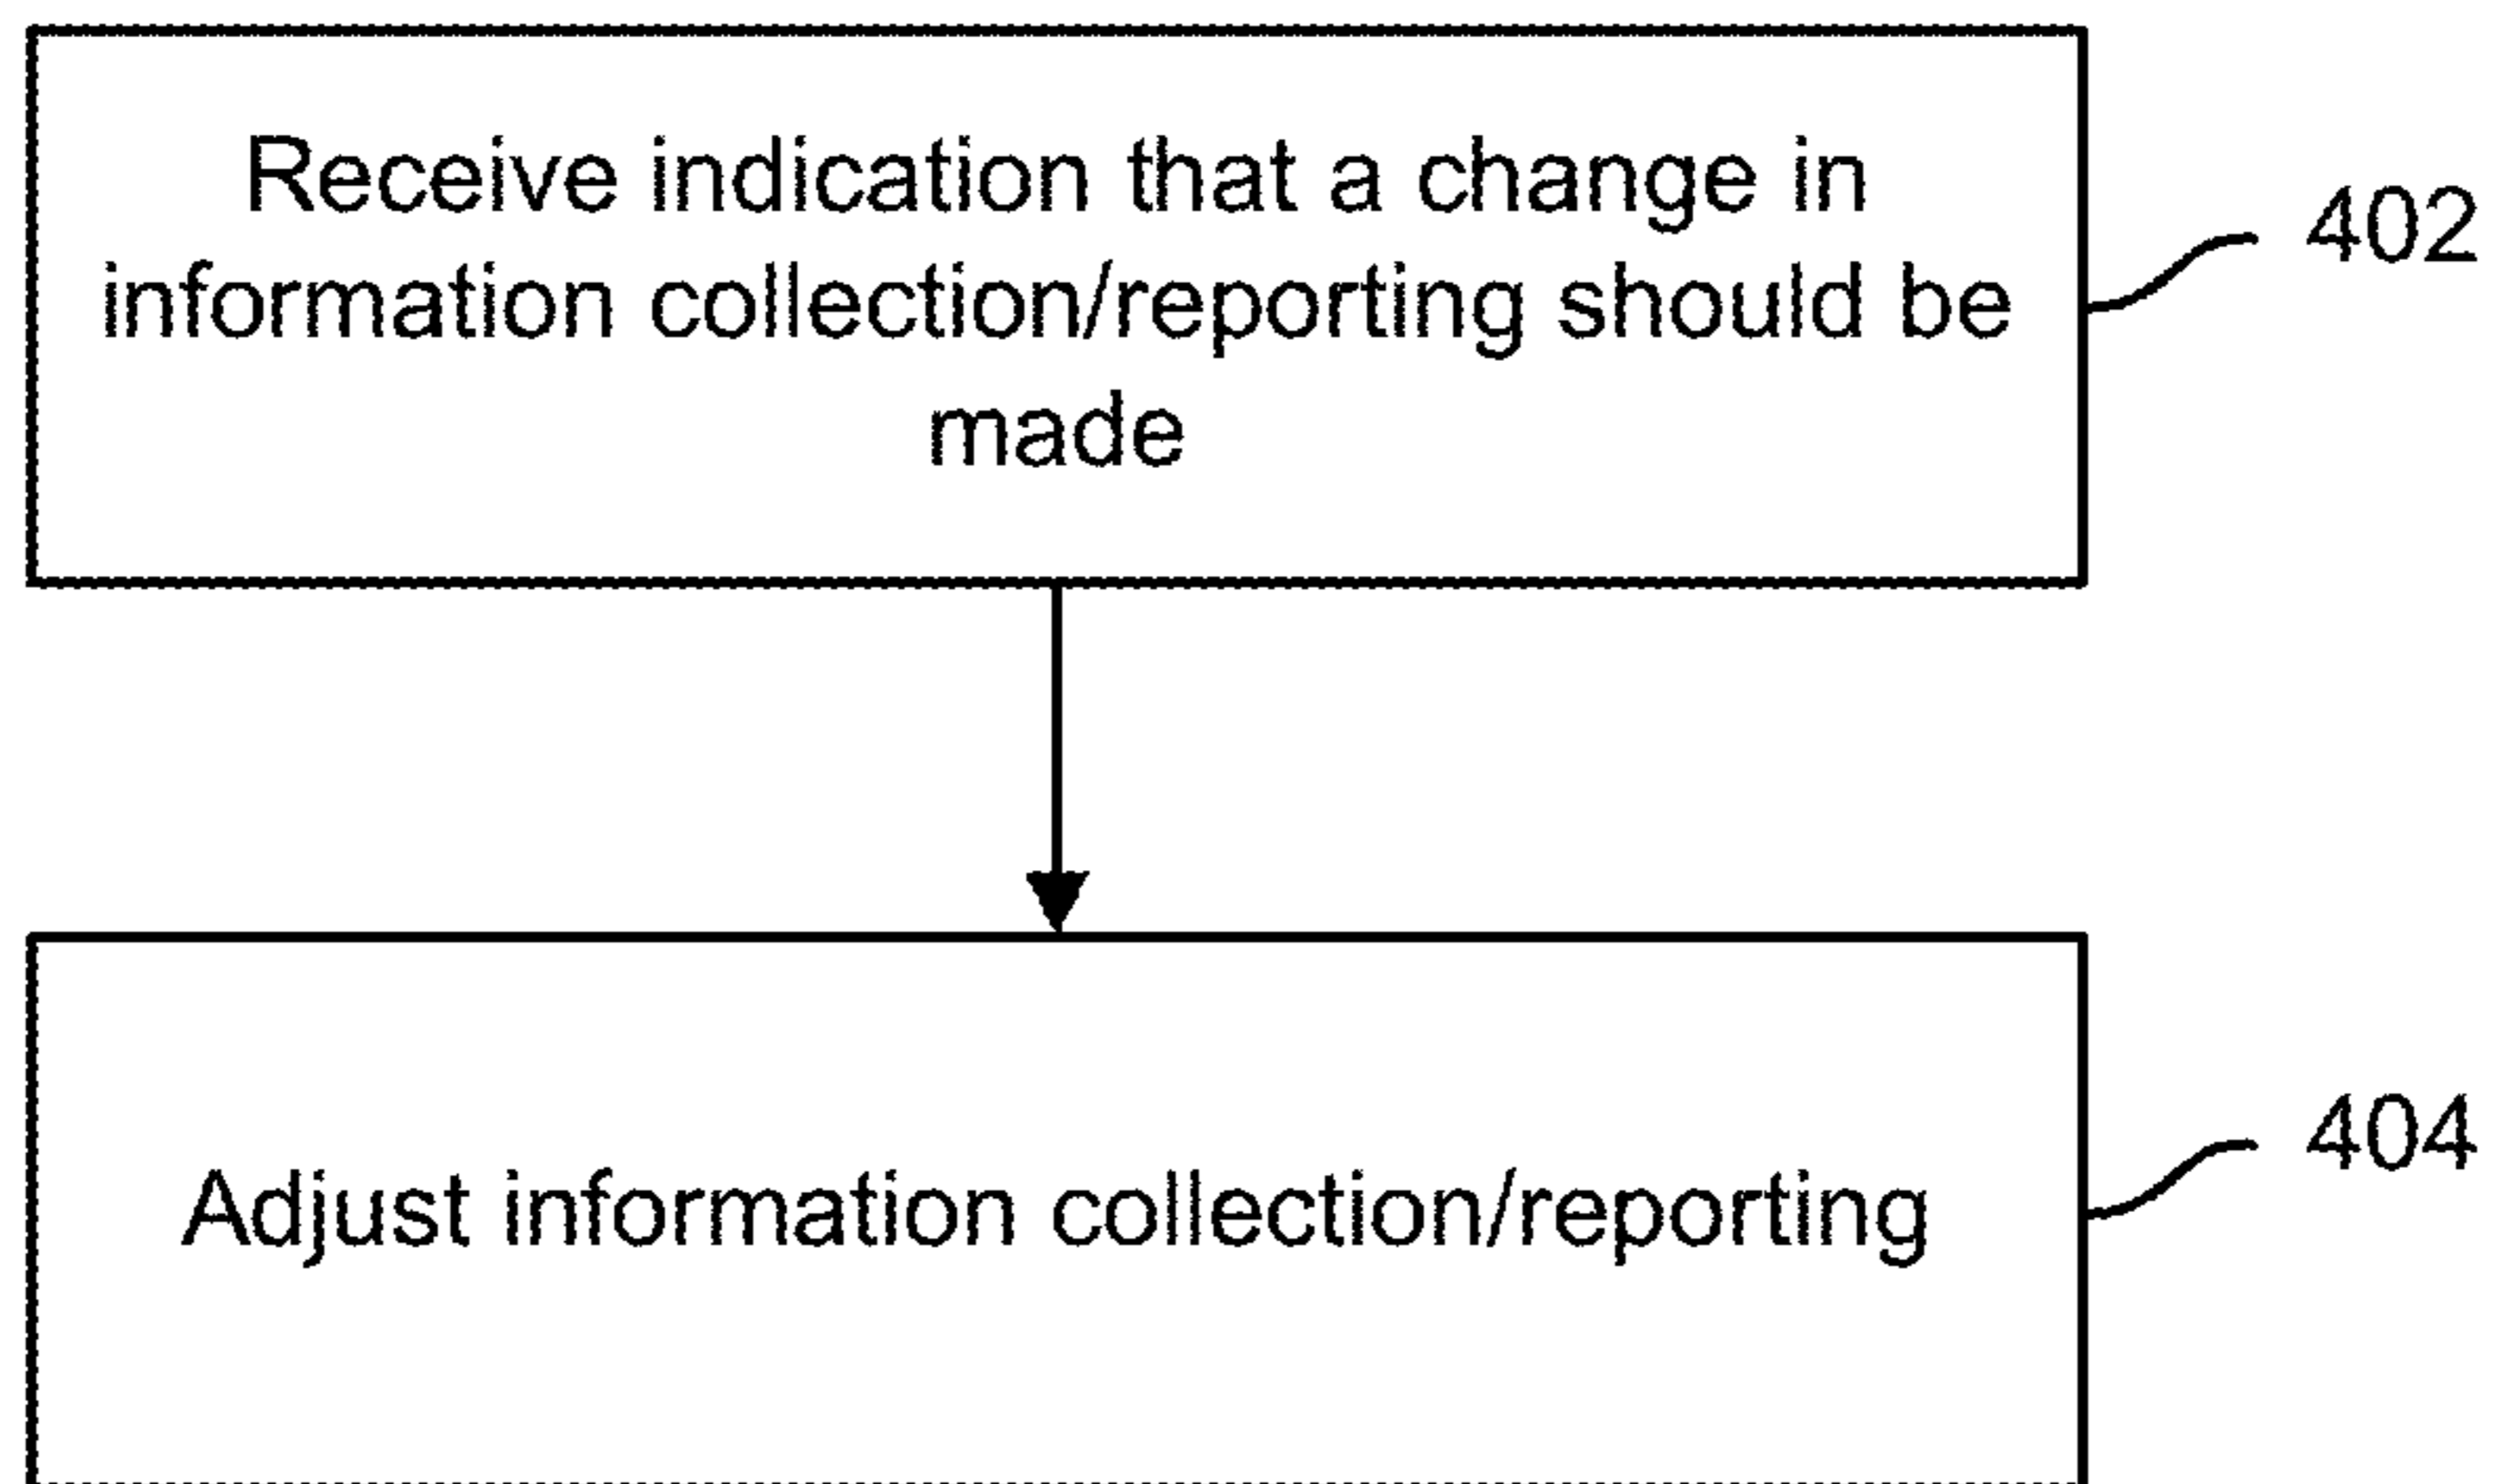 Receive indication that a change in
information collection/reporting should be
made
402
Adjust information collection/reporting
404